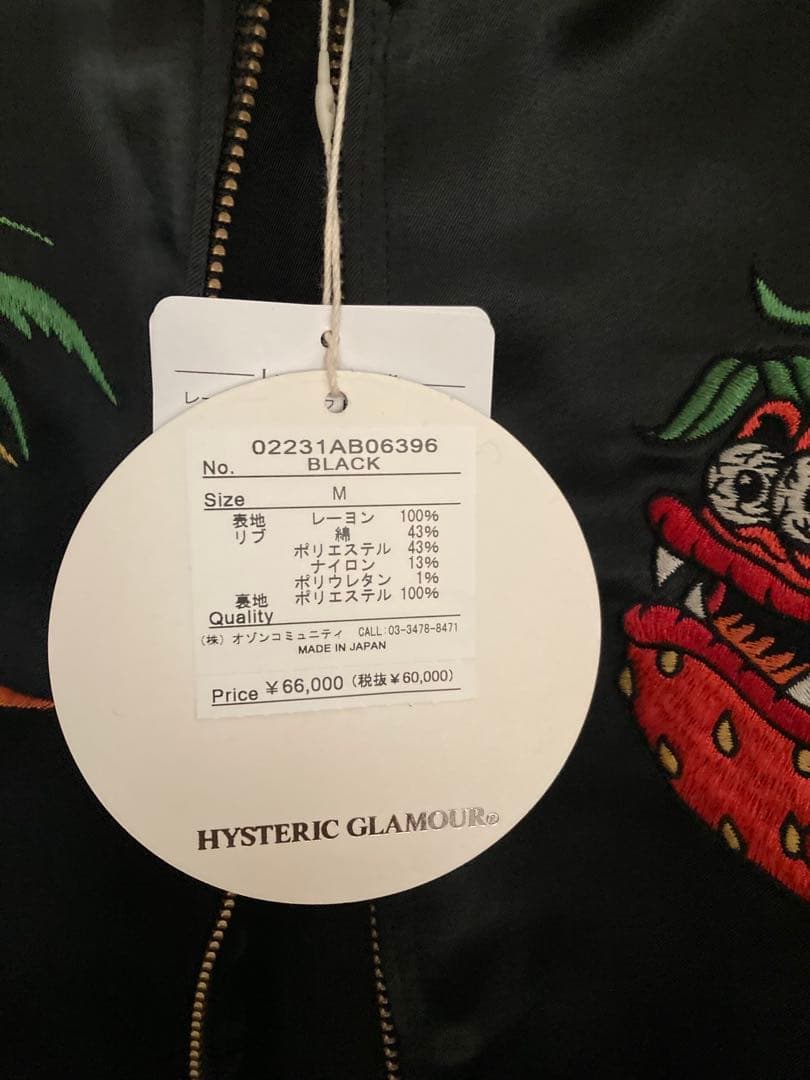 02231AB06396
No. BLACK
Size M
表地 レーヨン 100%
リブ 綿 43%
ポリエステル 43%
ナイロン 13%
ポリウレタン 1%
裏地 ポリエステル 100%
Quality
(株) オゾンコミュニティ CALL:03-3478-8471
MADE IN JAPAN
Price ¥66,000 (税抜¥60,000)
HYSTERIC GLAMOUR®